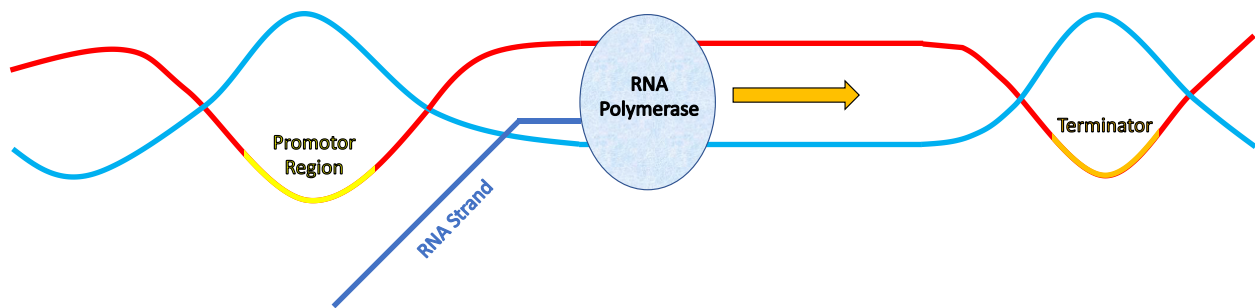 Promotor
Region
RNA Strand
RNA
Polymerase
Terminator